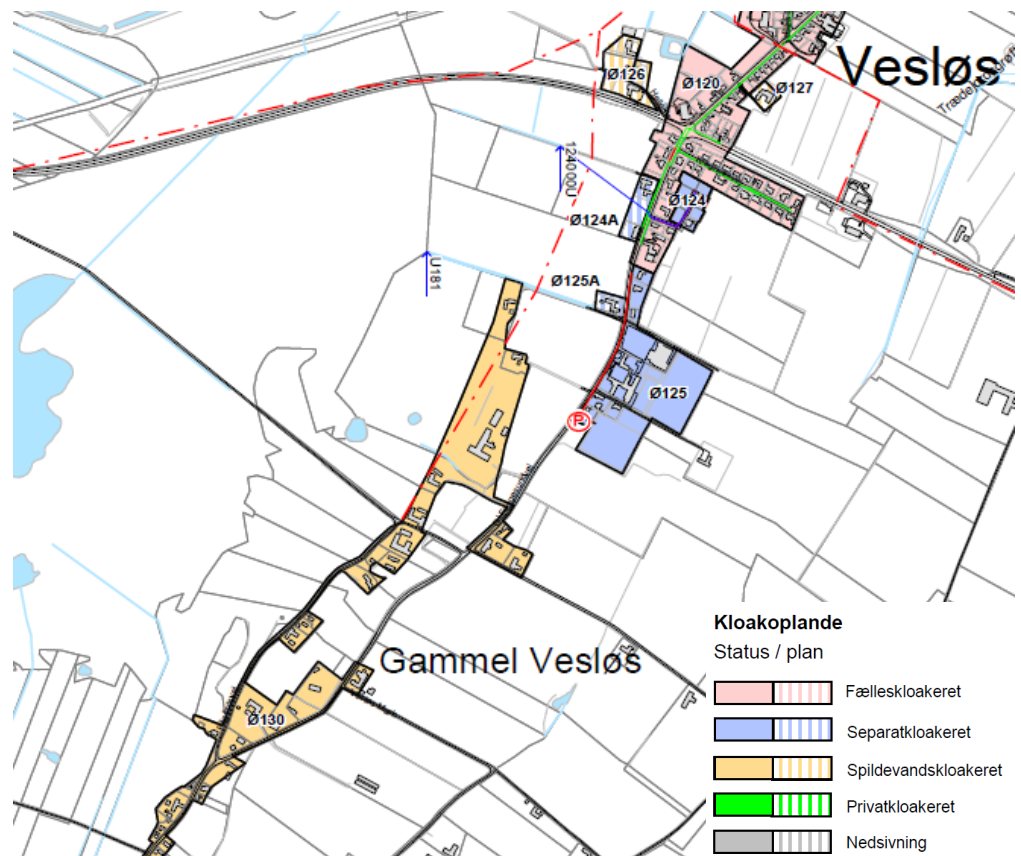 Vesløs
Ø126
Ø120
Ø127
124000U
Ø124
Ø124A
U181
Ø125A
Ø125
P
Gammel Vesløs
Ø130
Kloakoplande
Status / plan
Fælleskloakeret
Separatkloakeret
Spildevandskloakeret
Privatkloakeret
Nedsivning